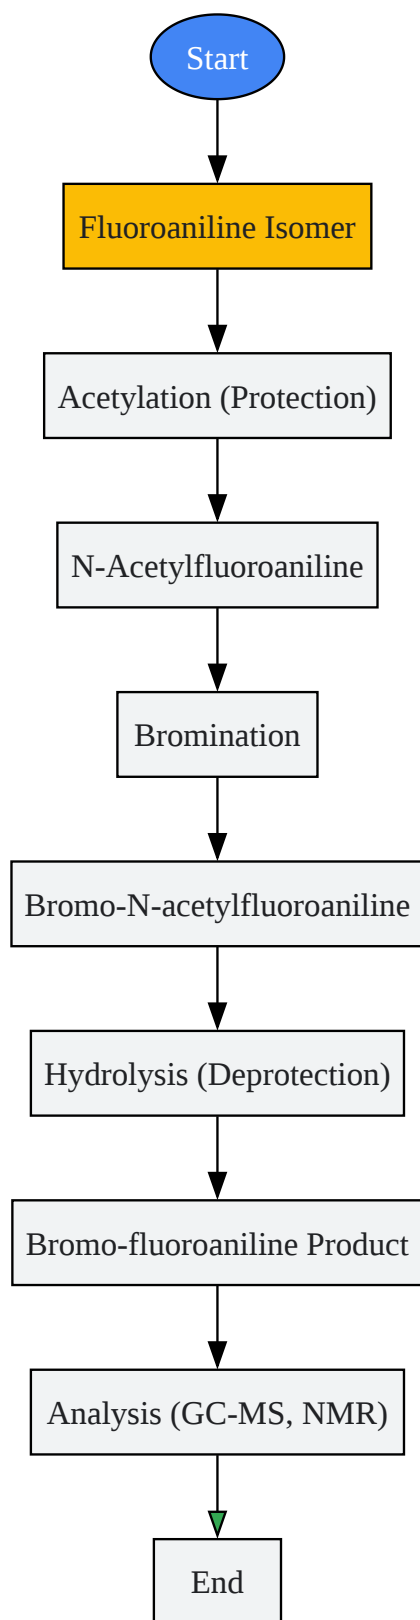 Start
Fluoroaniline Isomer
Acetylation (Protection)
N-Acetylfluoroaniline
Bromination
Bromo-N-acetylfluoroaniline
Hydrolysis (Deprotection)
Bromo-fluoroaniline Product
Analysis (GC-MS, NMR)
End